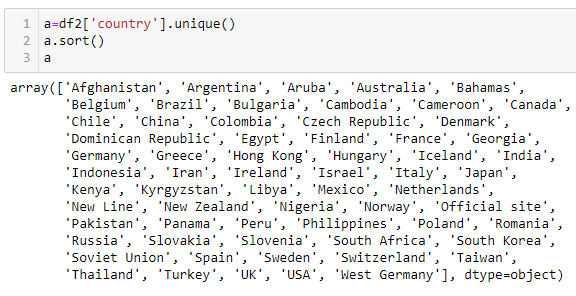 1 a=df2['country'].unique()
2 a.sort()
3 a
array(['Afghanistan', 'Argentina', 'Aruba', 'Australia', 'Bahamas',
'Belgium', 'Brazil', 'Bulgaria', 'Cambodia', 'Cameroon', 'Canada',
'Chile', 'China', 'Colombia', 'Czech Republic', 'Denmark',
'Dominican Republic', 'Egypt', 'Finland', 'France', 'Georgia',
'Germany', 'Greece', 'Hong Kong', 'Hungary', 'Iceland', 'India',
'Indonesia', 'Iran', 'Ireland', 'Israel', 'Italy', 'Japan',
'Kenya', 'Kyrgyzstan', 'Libya', 'Mexico', 'Netherlands',
'New Line', 'New Zealand', 'Nigeria', 'Norway', 'Official site',
'Pakistan', 'Panama', 'Peru', 'Philippines', 'Poland', 'Romania',
'Russia', 'Slovakia', 'Slovenia', 'South Africa', 'South Korea',
'Soviet Union', 'Spain', 'Sweden', 'Switzerland', 'Taiwan',
'Thailand', 'Turkey', 'UK', 'USA', 'West Germany'], dtype=object)